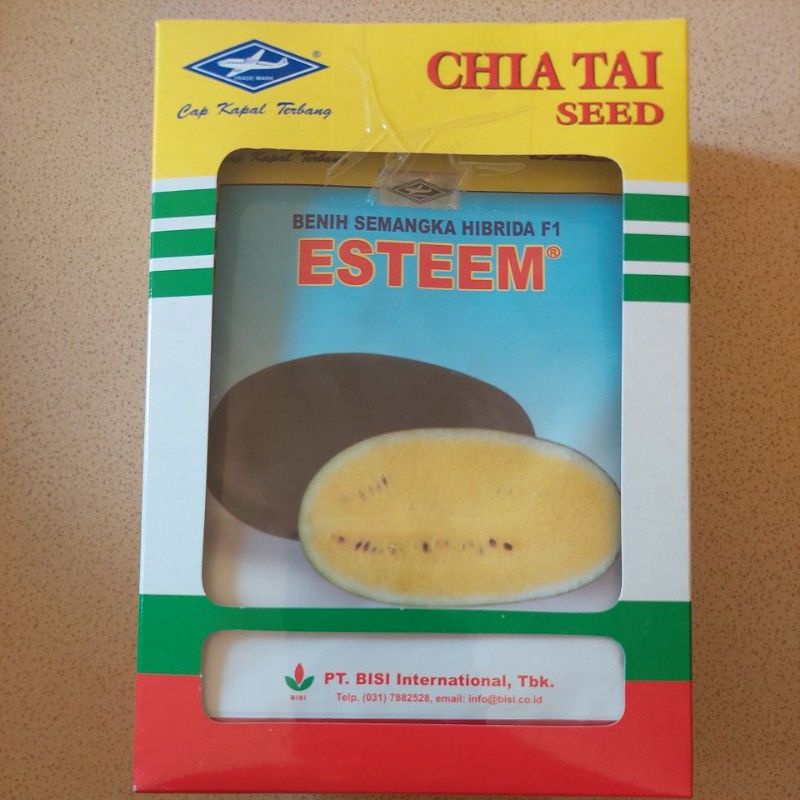 TRADE MARK
®
Cap Kapal Terbang
CHIA TAI
SEED
Cap Kapal Terbang
BENIH SEMANGKA HIBRIDA F1
ESTEEM®
BISI
PT. BISI International, Tbk.
Telp. (031) 7882528, email: info@bisi.co.id